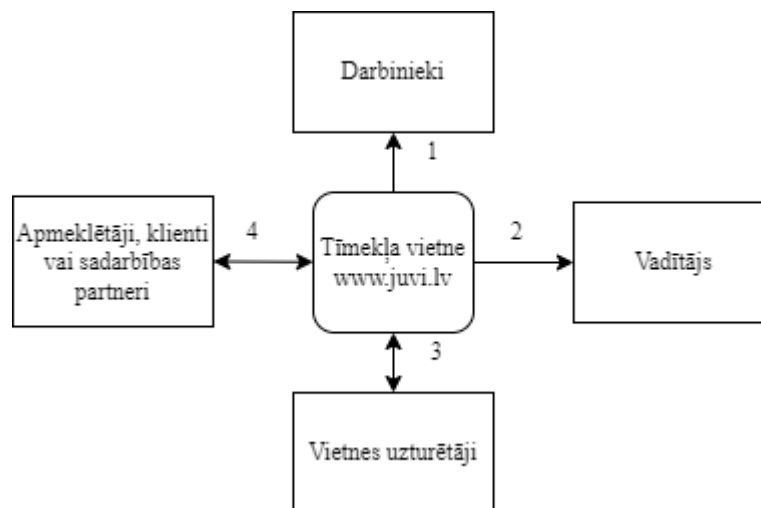 Darbinieki
1
Apmeklētāji, klienti
vai sadarbības
partneri
4
Tīmekļa vietne
www.juvi.lv
2
Vadītājs
3
Vietnes uzturētāji